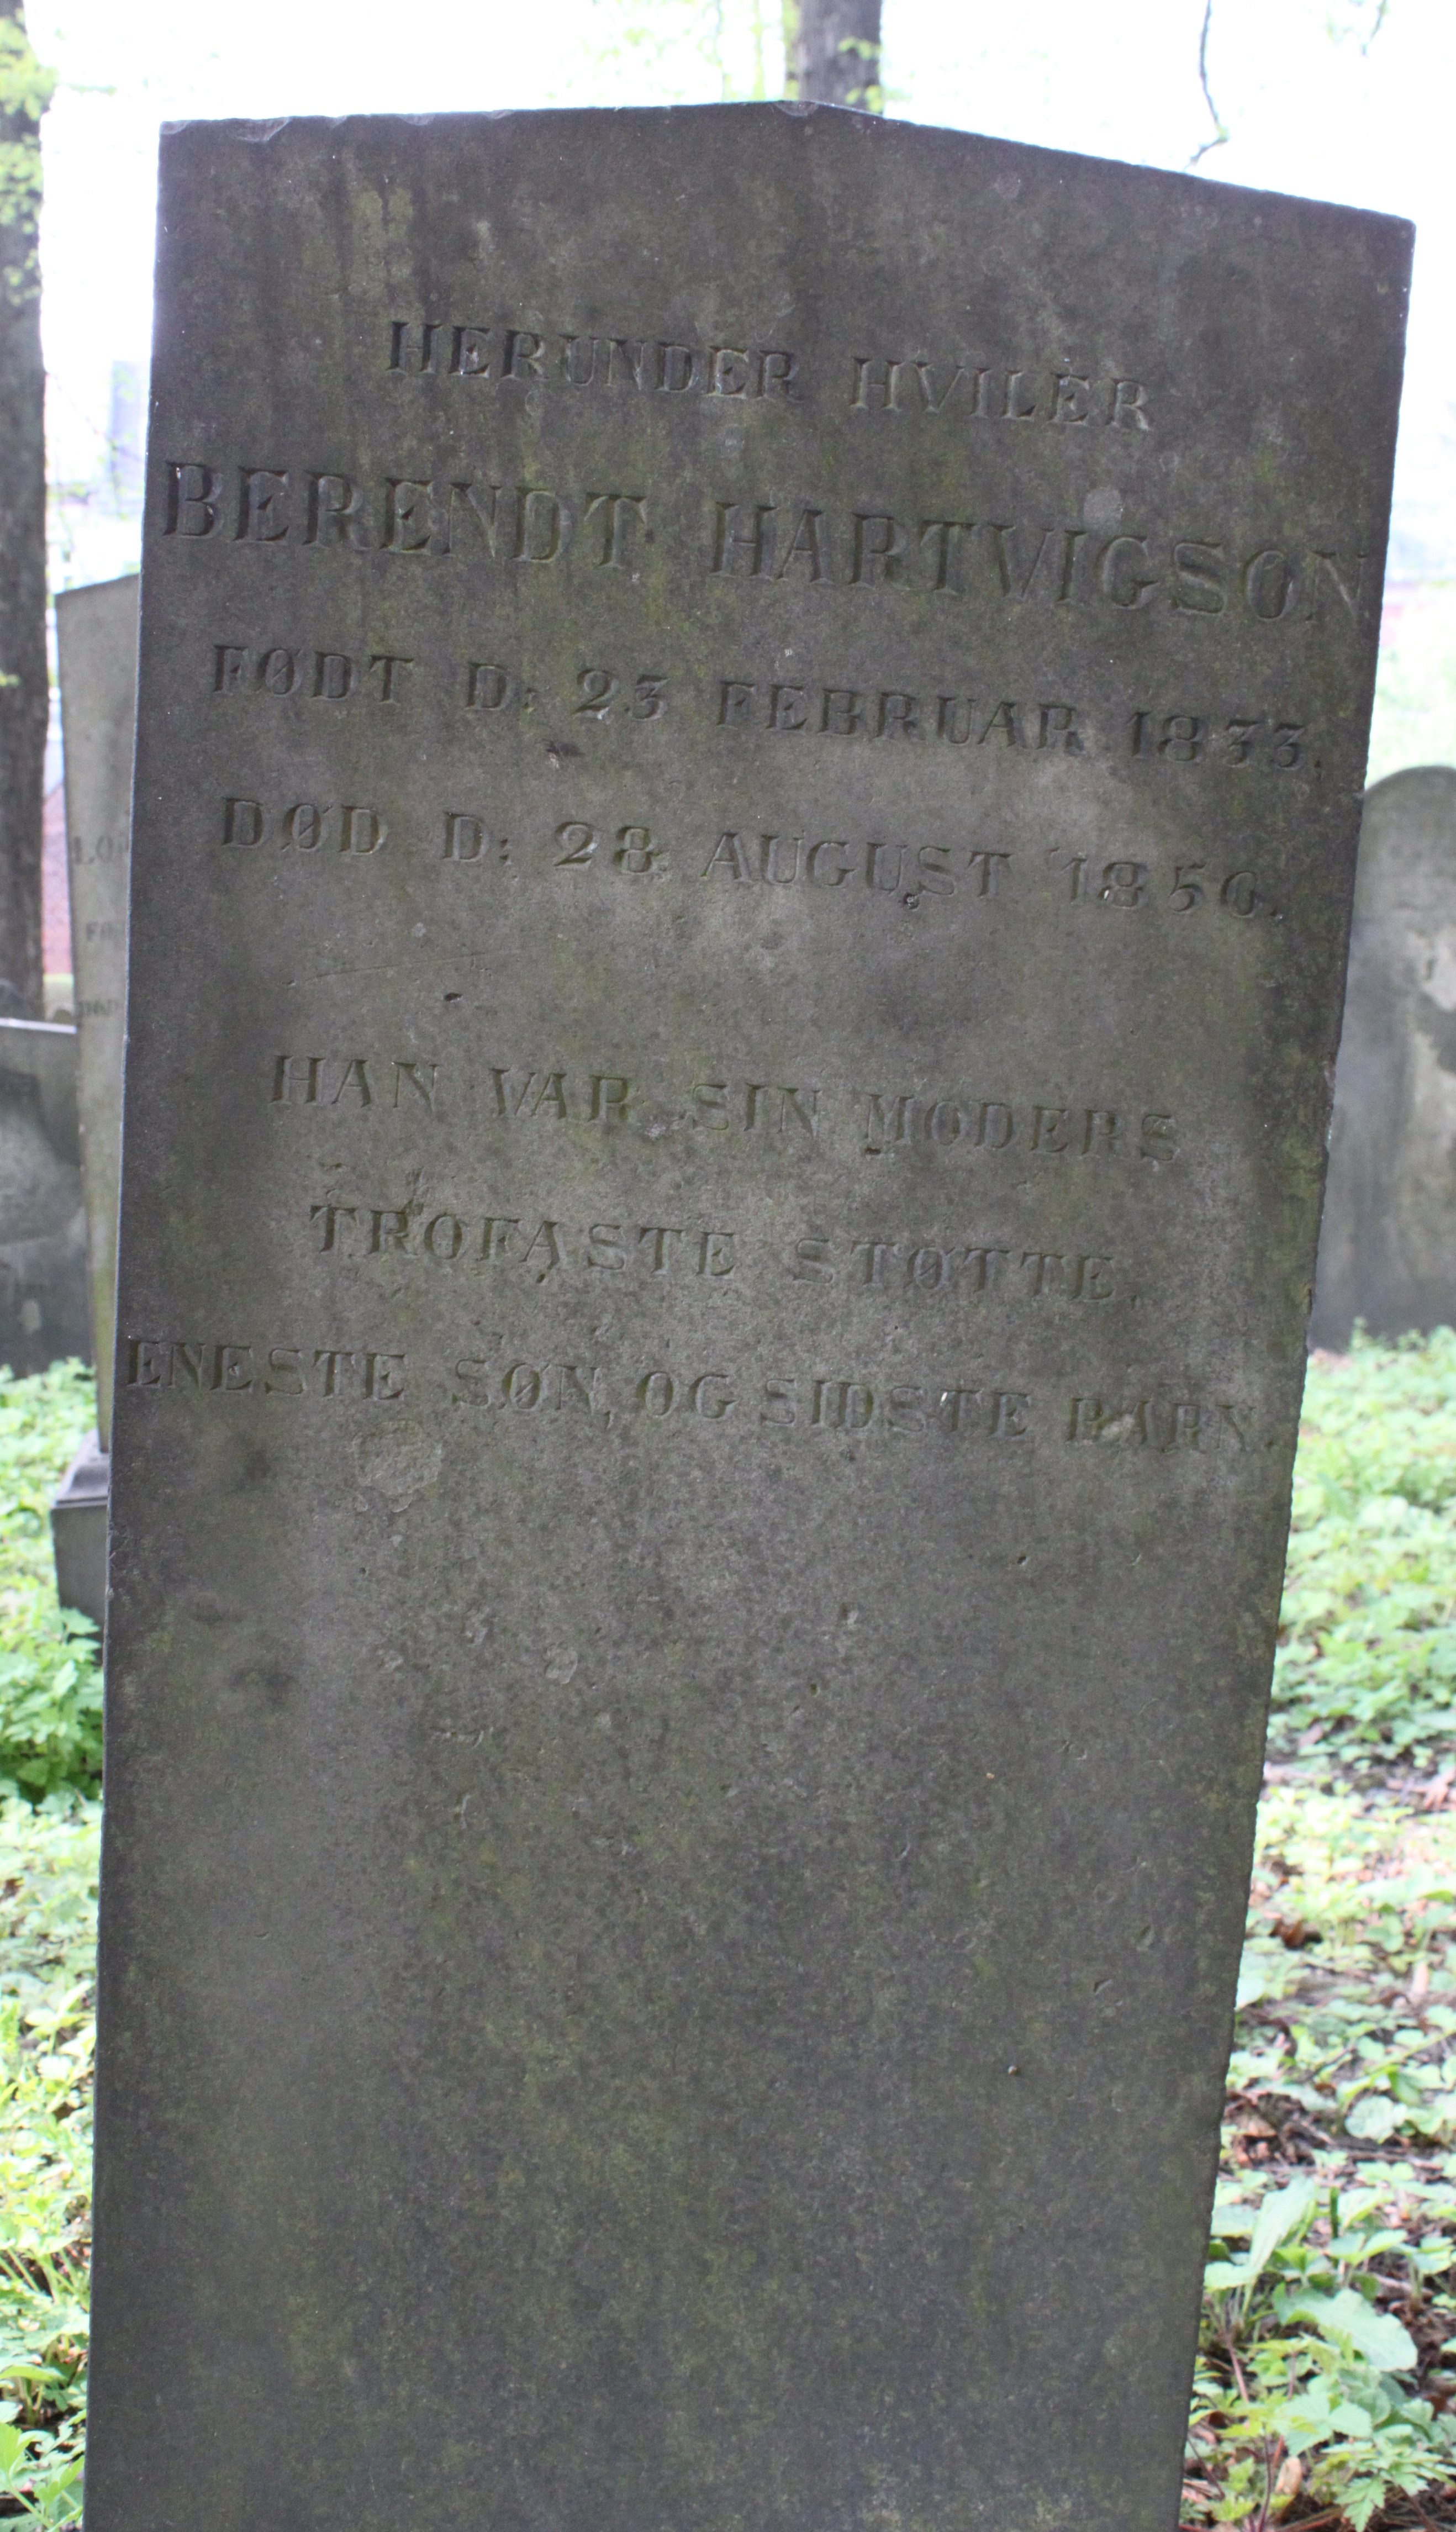 HERUNDER HVILER
BERENDT HARTVIGSØN
FØDT D: 23 FEBRUAR 1833.
DØD D: 28 AUGUST 1856.
HAN VAR SIN MODERS
TROFASTE STØTTE.
ENESTE SØN, OG SIDSTE BARN.